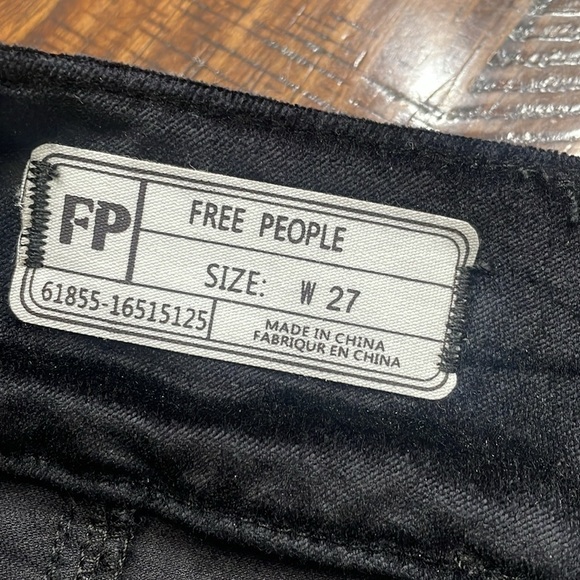 FP
FREE PEOPLE
SIZE: W 27
61855-16515125
MADE IN CHINA
FABRIQUR EN CHINA